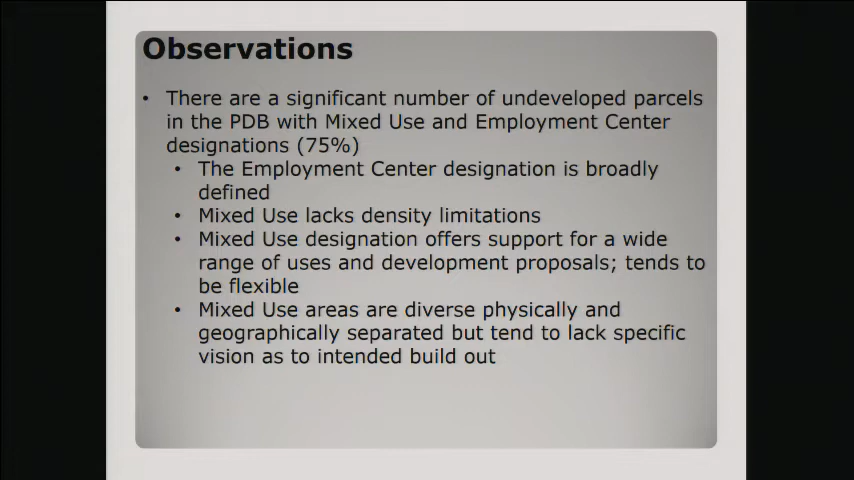 Observations
• There are a significant number of undeveloped parcels
in the PDB with Mixed Use and Employment Center
designations (75%)
• The Employment Center designation is broadly
defined
• Mixed Use lacks density limitations
• Mixed Use designation offers support for a wide
range of uses and development proposals; tends to
be flexible
• Mixed Use areas are diverse physically and
geographically separated but tend to lack specific
vision as to intended build out